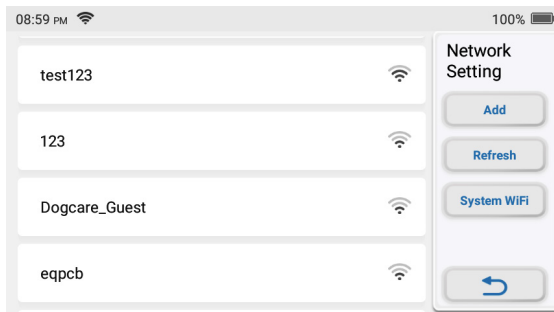 08:59 PM
100%
test123
123
Dogcare_Guest
eqpcb
Network
Setting
Add
Refresh
System WiFi